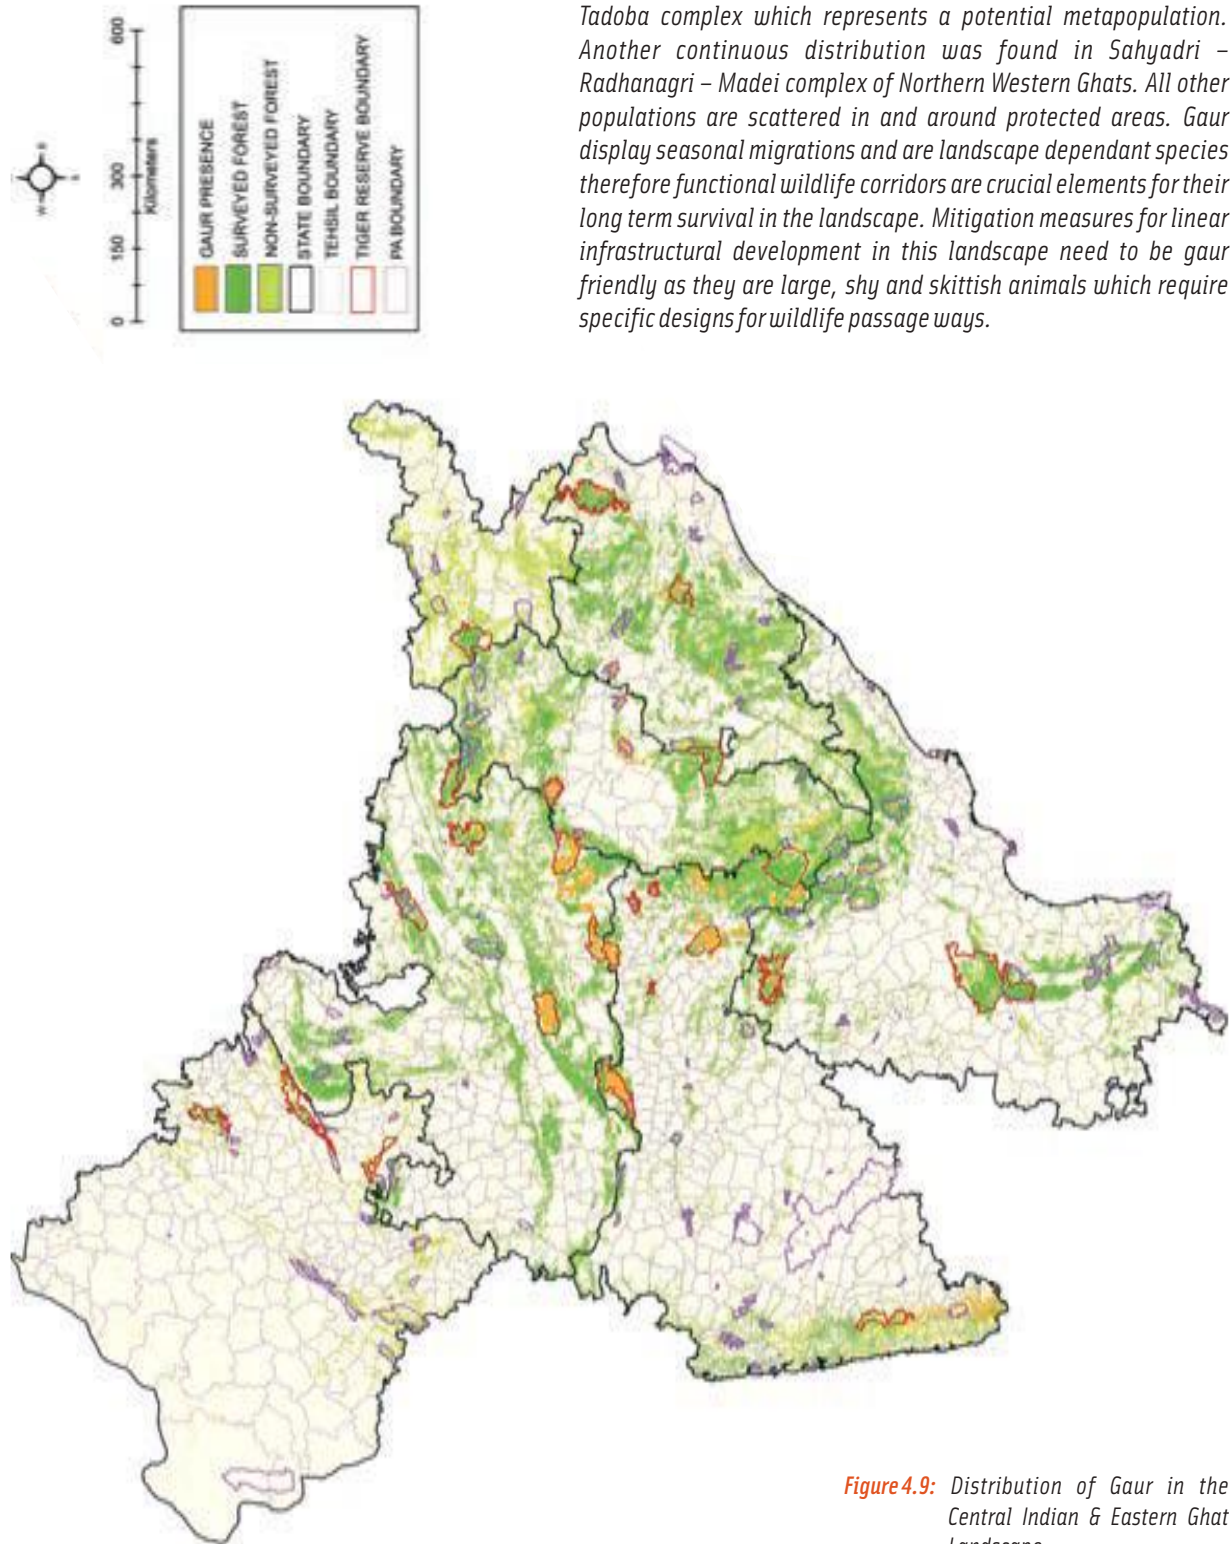 Tadoba complex which represents a potential metapopulation.
Another continuous distribution was found in Sahyadri –
Radhanagri – Madei complex of Northern Western Ghats. All other
populations are scattered in and around protected areas. Gaur
display seasonal migrations and are landscape dependant species
therefore functional wildlife corridors are crucial elements for their
long term survival in the landscape. Mitigation measures for linear
infrastructural development in this landscape need to be gaur
friendly as they are large, shy and skittish animals which require
specific designs for wildlife passage ways.
0 150 300 600
Kilometers
GAUR PRESENCE
SURVEYED FOREST
NON-SURVEYED FOREST
STATE BOUNDARY
TEHSIL BOUNDARY
TIGER RESERVE BOUNDARY
PA BOUNDARY
Figure 4.9: Distribution of Gaur in the
Central Indian & Eastern Ghat